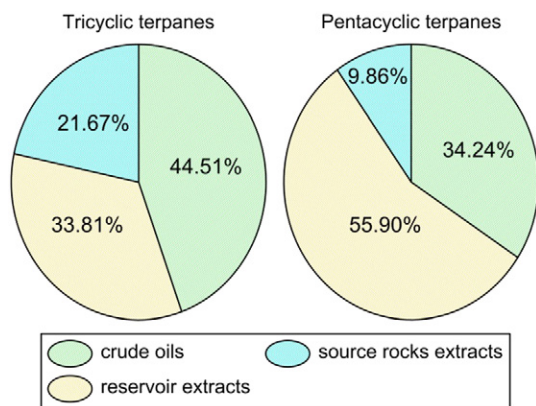 Tricyclic terpanes
Pentacyclic terpanes
21.67%
44.51%
33.81%
9.86%
34.24%
55.90%
crude oils
source rocks extracts
reservoir extracts